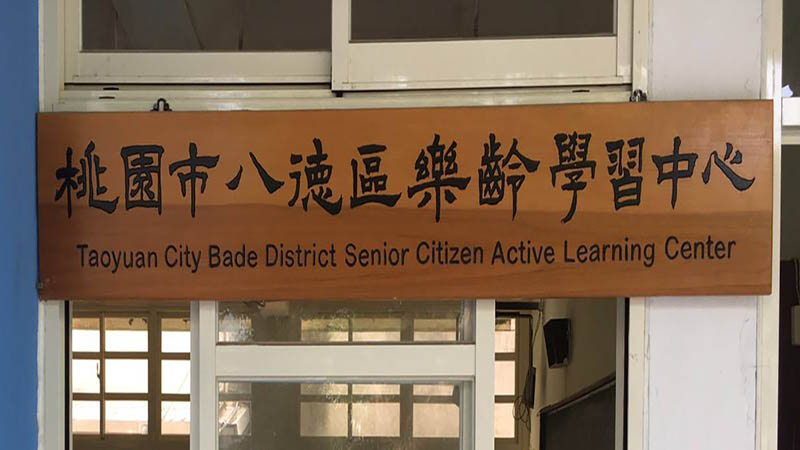 桃園市八德區樂齡學習中心
Taoyuan City Bade District Senior Citizen Active Learning Center